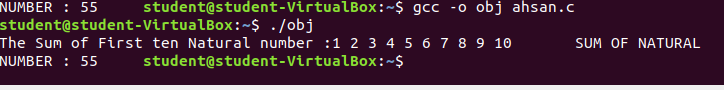 NUMBER : 55     student@student-VirtualBox:~$ gcc -o obj ahsan.c
student@student-VirtualBox:~$ ./obj
The Sum of First ten Natural number :1 2 3 4 5 6 7 8 9 10        SUM OF NATURAL
NUMBER : 55     student@student-VirtualBox:~$